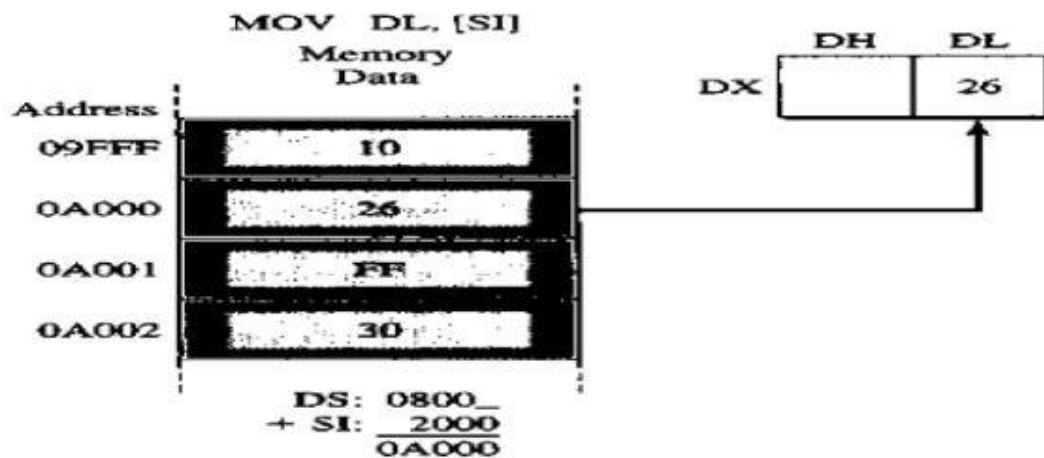 MOV DL, [SI]
Memory
Data
DH DL
DX 26
Address
09FFF 10
0A000 26
0A001 FF
0A002 30
DS: 0800_
+ SI: 2000
0A000